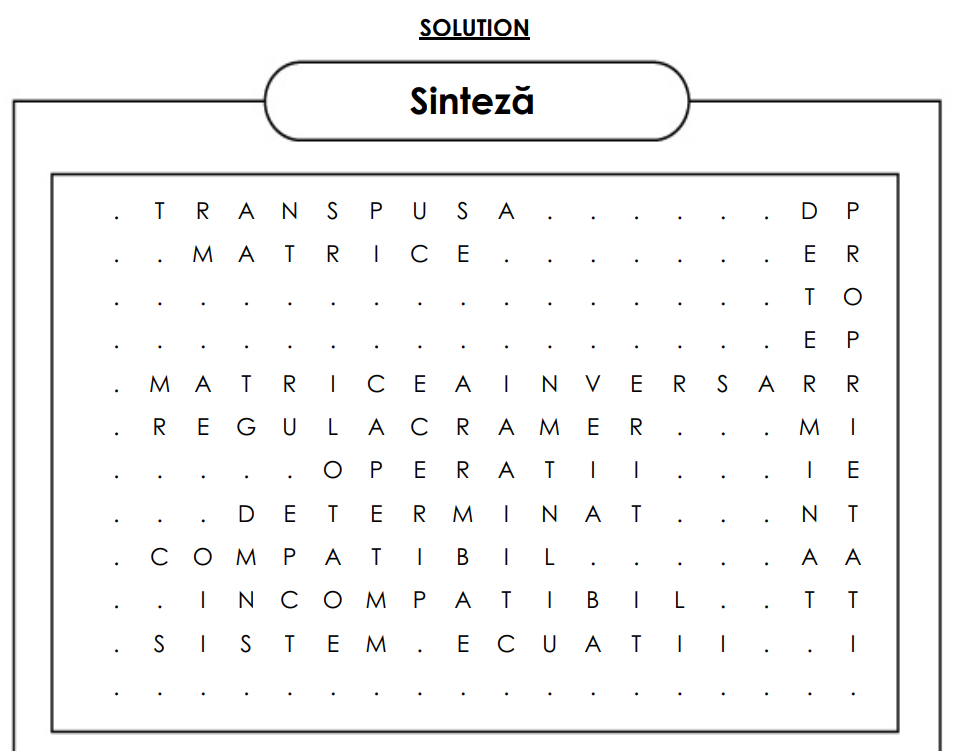 SOLUTION
Sinteză
. T R A N S P U S A . . . . . . D P
. . M A T R I C E . . . . . . . E R
. . . . . . . . . . . . . . . . T O
. . . . . . . . . . . . . . . . E P
. M A T R I C E A I N V E R S A R R
. R E G U L A C R A M E R . . . M I
. . . . . O P E R A T I I . . . I E
. . . D E T E R M I N A T . . . N T
. C O M P A T I B I L . . . . . A A
. . I N C O M P A T I B I L . . T T
. S I S T E M . E C U A T I I . . I
. . . . . . . . . . . . . . . . . .